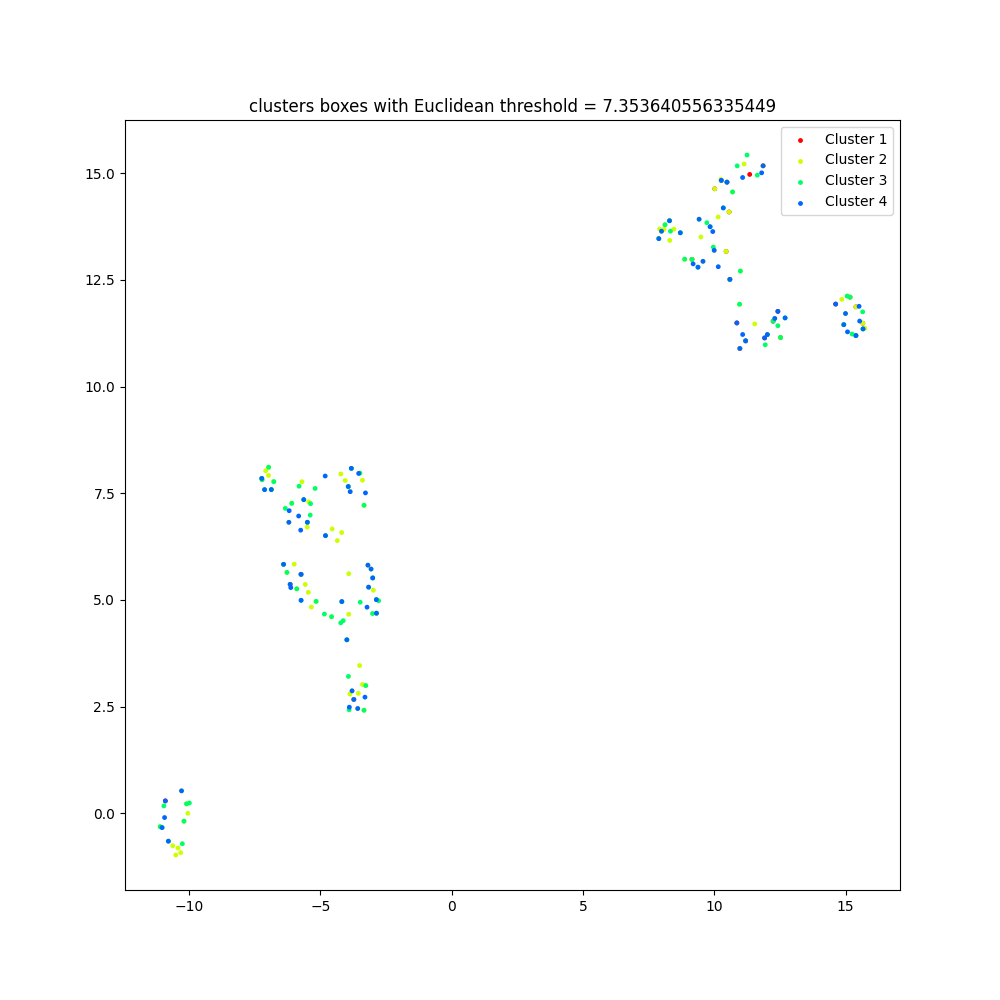 clusters boxes with Euclidean threshold = 7.353640556335449
Cluster 1
Cluster 2
Cluster 3
Cluster 4
15.0
12.5
10.0
7.5
5.0
2.5
0.0
−10
−5
0
5
10
15